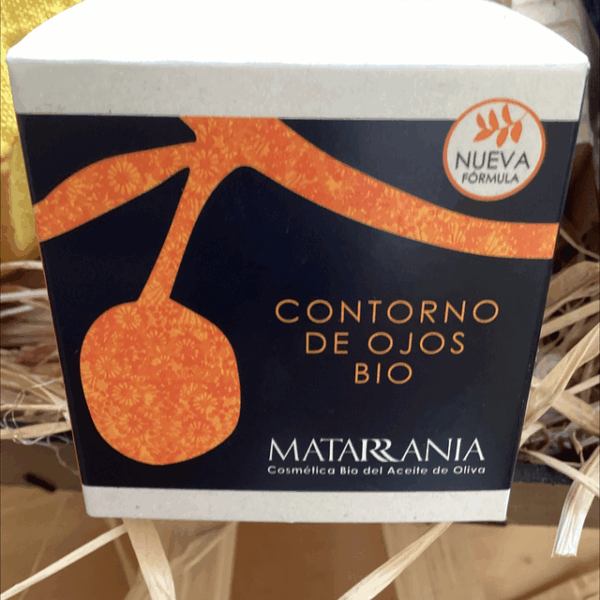 NUEVA
FÓRMULA
CONTORNO
DE OJOS
BIO
MATARRANIA
Cosmética Bio del Aceite de Oliva